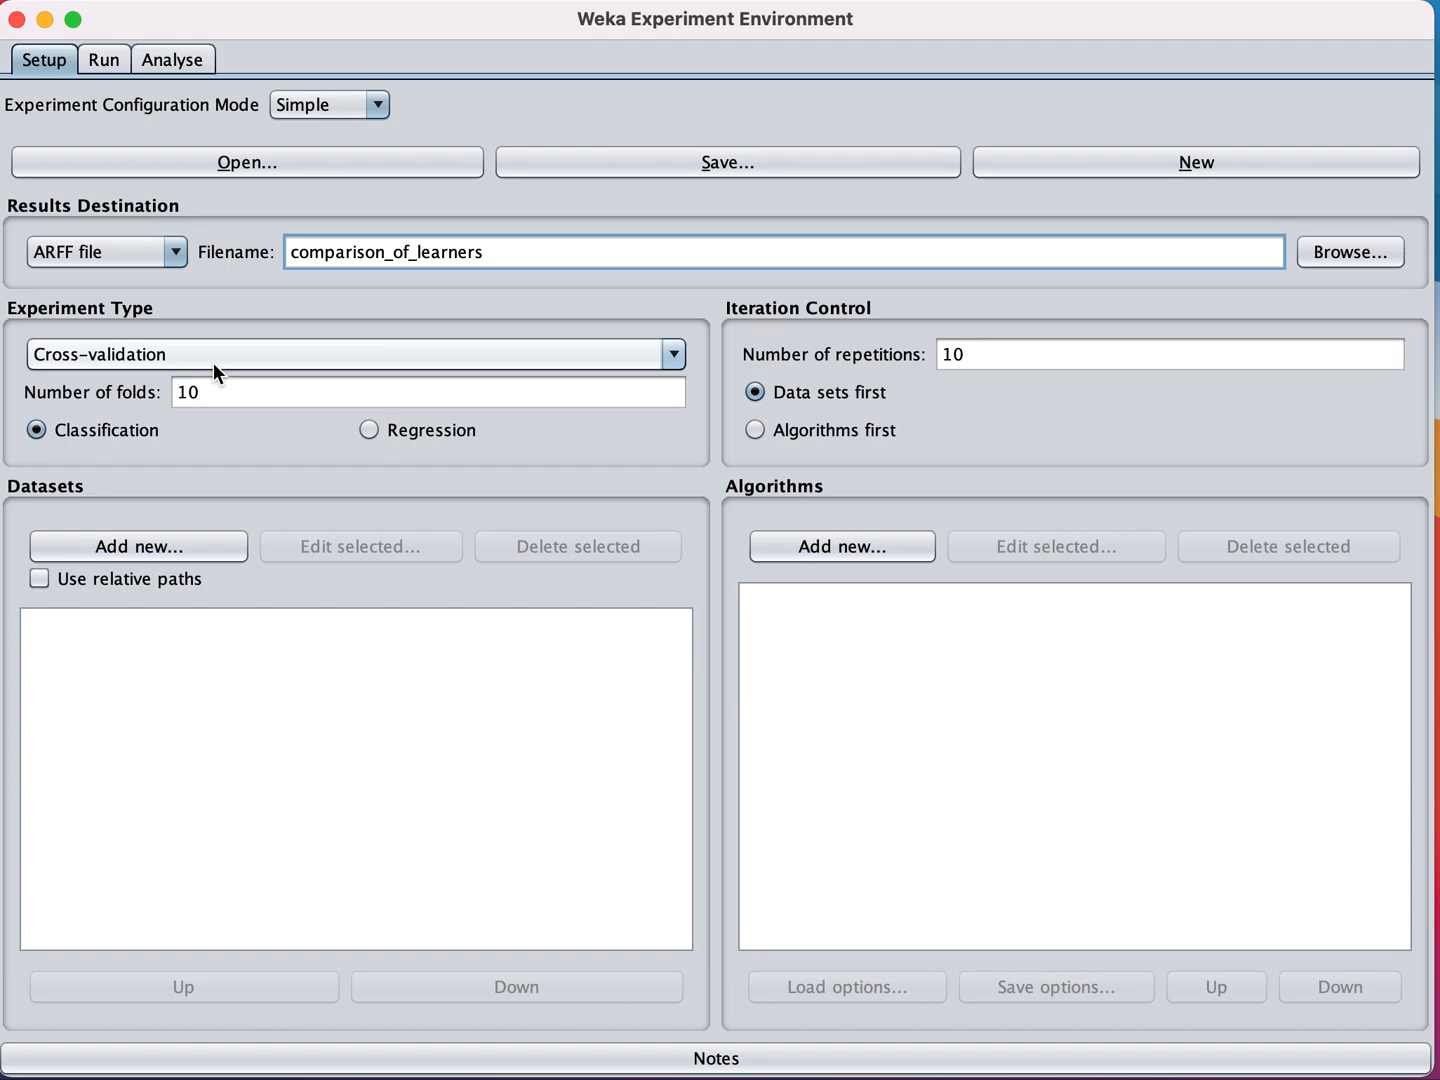 Weka Experiment Environment
Setup Run Analyse
Experiment Configuration Mode Simple
Open... Save... New
Results Destination
ARFF file Filename: comparison_of_learners Browse...
Experiment Type
Cross-validation
Number of folds: 10
Classification Regression
Iteration Control
Number of repetitions: 10
Data sets first
Algorithms first
Datasets
Add new... Edit selected... Delete selected
Use relative paths
Up Down
Algorithms
Add new... Edit selected... Delete selected
Load options... Save options... Up Down
Notes